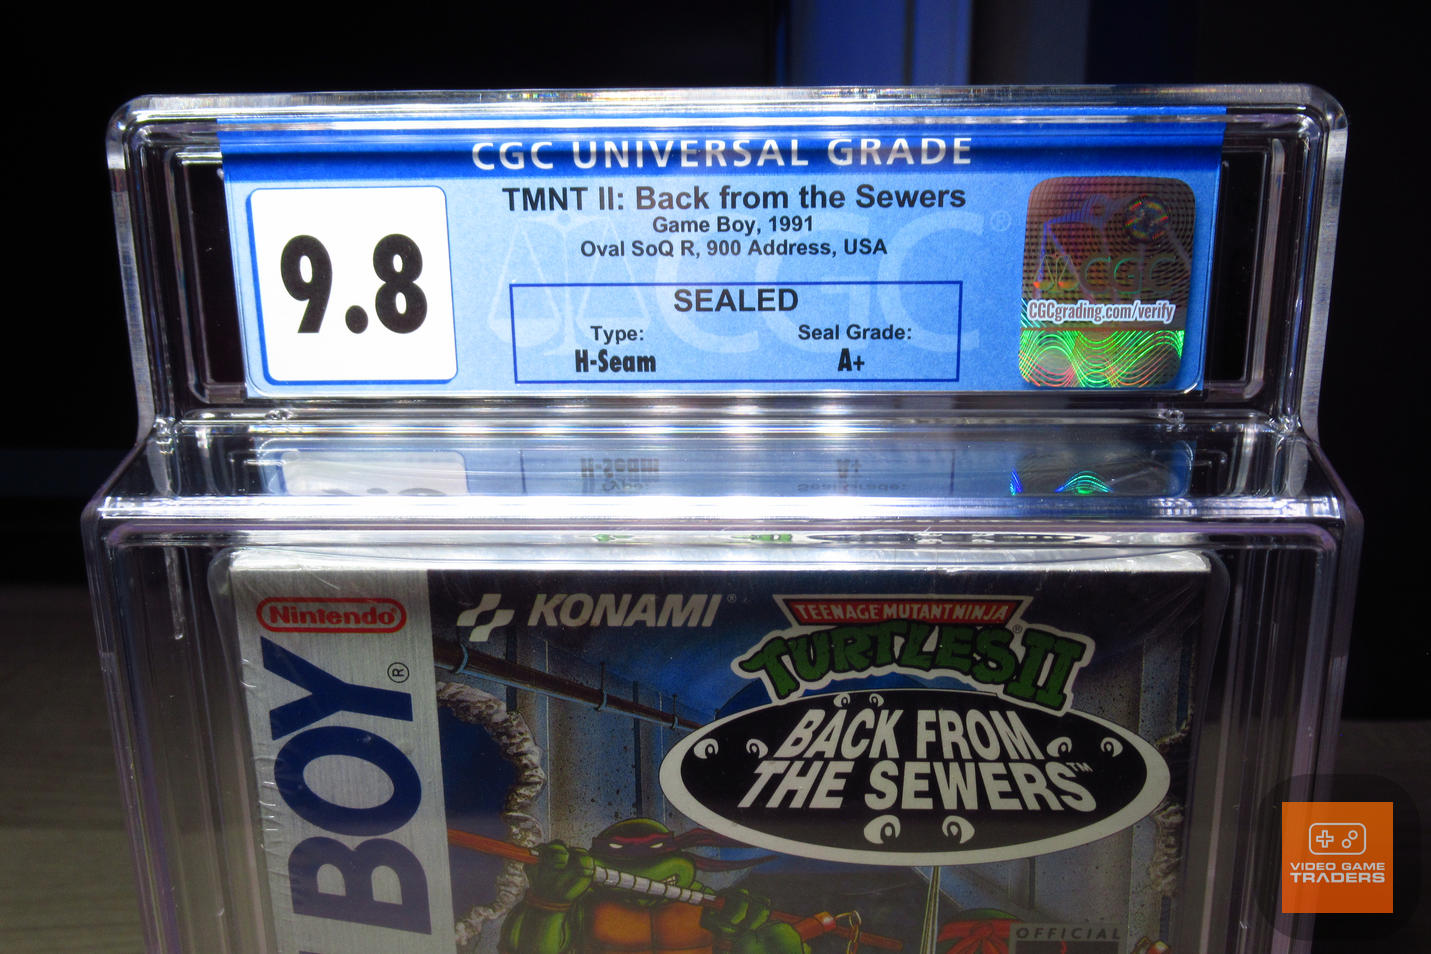 CGC UNIVERSAL GRADE
9.8
TMNT II: Back from the Sewers
Game Boy, 1991
Oval SoQ R, 900 Address, USA
SEALED
Type:
Seal Grade:
H-Seam
A+
CGC
CGCgrading.com/verify
Nintendo®
BOY®
KONAMI®
TEENAGE MUTANT NINJA
TURTLES II®
BACK FROM
THE SEWERS™
OFFICIAL
VIDEO GAME
TRADERS